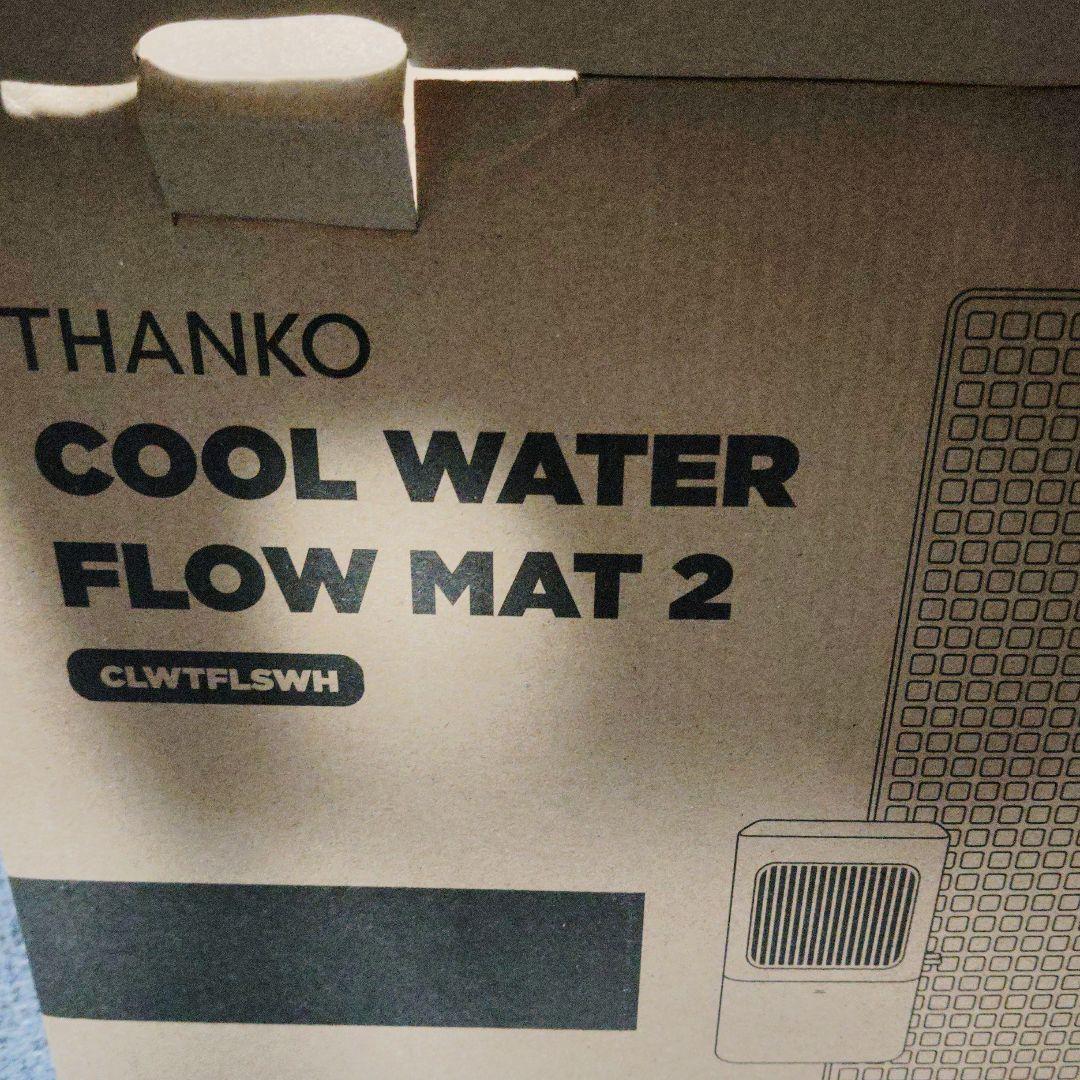 THANKO
COOL WATER
FLOW MAT 2
CLWTFLSWH